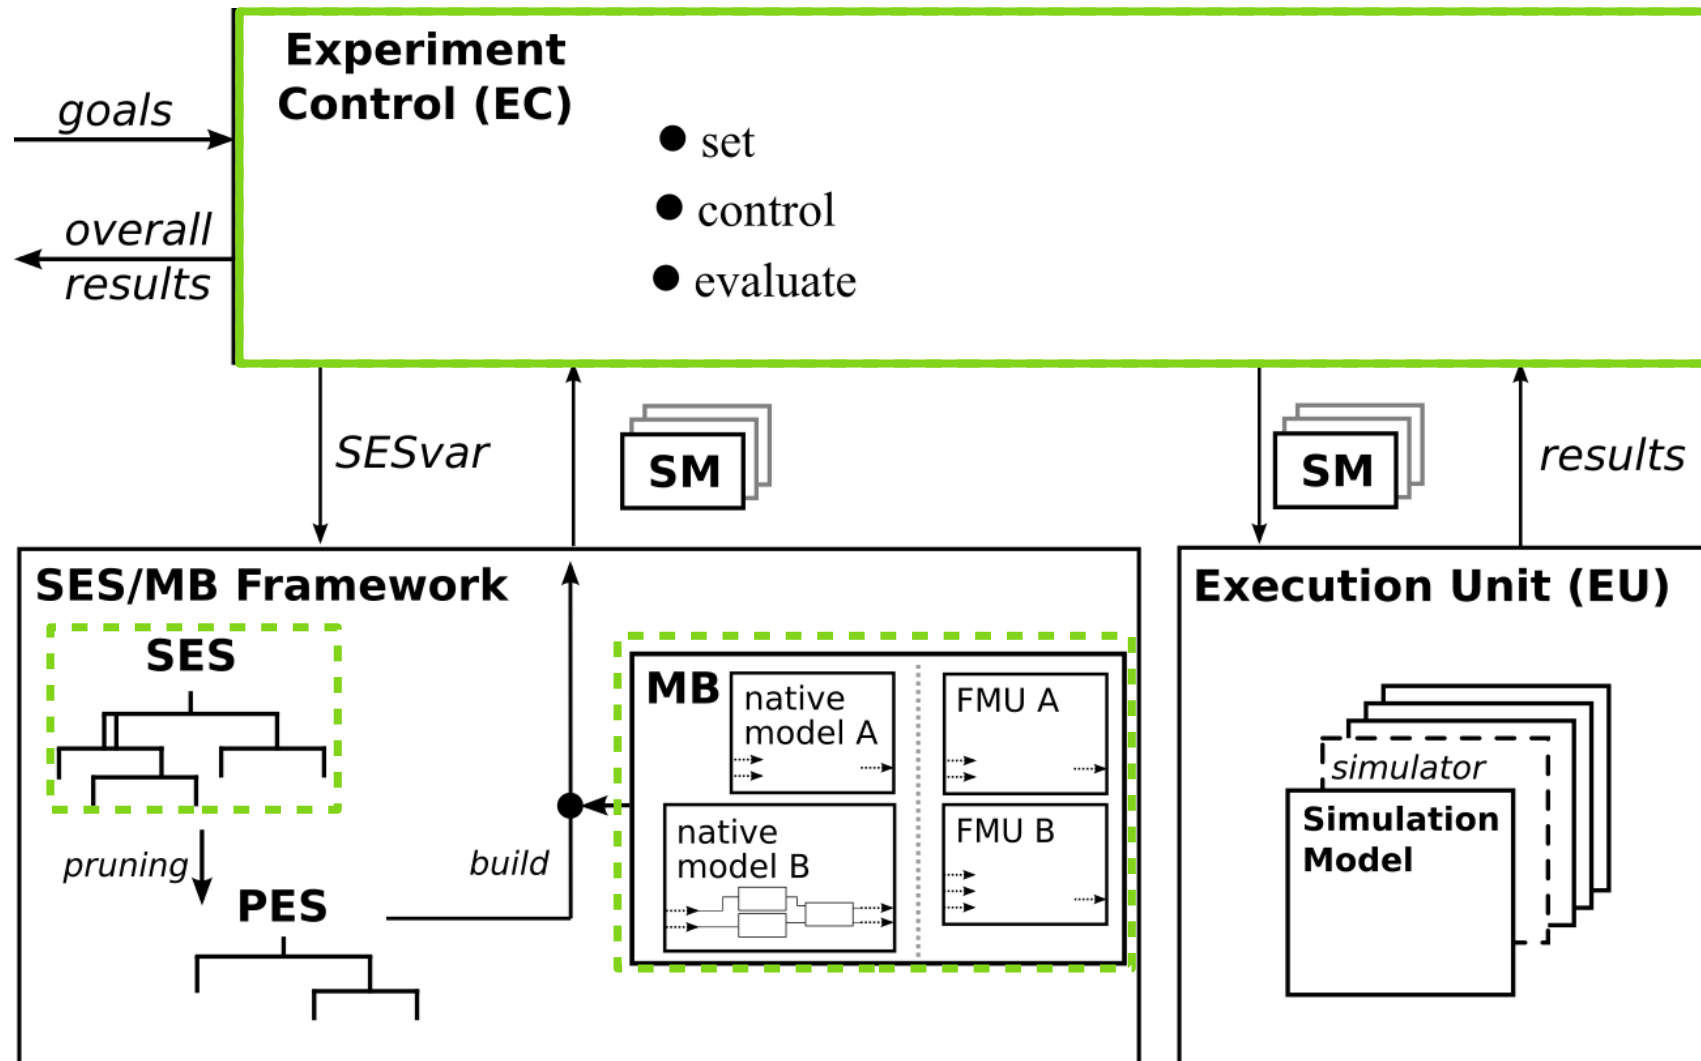 Experiment
Control (EC)
goals
overall
results
● set
● control
● evaluate
SESvar
SM
SM
results
SES/MB Framework
SES
pruning
PES
build
MB
native
model A
FMU A
native
model B
FMU B
Execution Unit (EU)
simulator
Simulation
Model